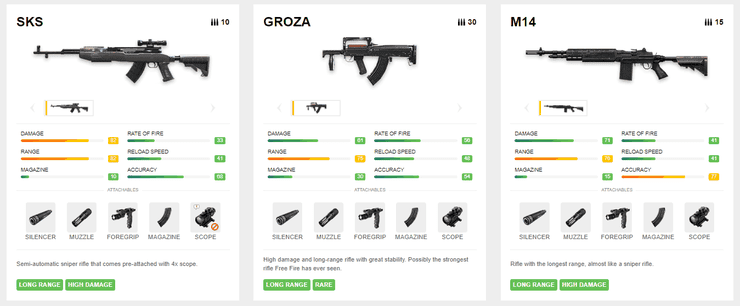 SKS
10
DAMAGE
82
RATE OF FIRE
33
RANGE
82
RELOAD SPEED
41
MAGAZINE
10
ACCURACY
ATTACHABLES
SILENCER
MUZZLE
FOREGRIP
MAGAZINE
SCOPE
Semi-automatic sniper rifle that comes pre-attached with 4x scope.
LONG RANGE
HIGH DAMAGE
GROZA
30
DAMAGE
61
RATE OF FIRE
56
RANGE
RELOAD SPEED
48
MAGAZINE
30
ACCURACY
54
ATTACHABLES
SILENCER
MUZZLE
FOREGRIP
MAGAZINE
SCOPE
High damage and long-range rifle with great stability. Possibly the strongest
rifle Free Fire has ever seen.
LONG RANGE
RARE
M14
15
DAMAGE
74
RATE OF FIRE
41
RANGE
RELOAD SPEED
41
MAGAZINE
15
ACCURACY
77
ATTACHABLES
SILENCER
MUZZLE
FOREGRIP
MAGAZINE
SCOPE
Rifle with the longest range, almost like a sniper rifle.
LONG RANGE
HIGH DAMAGE